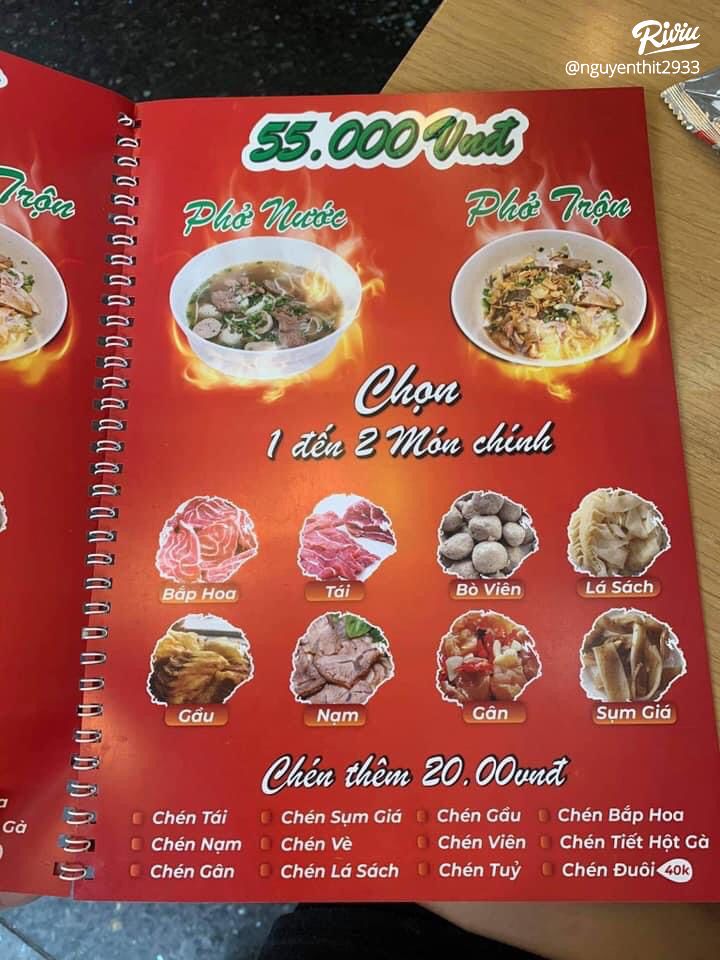 Riviu
@nguyenthit2933
55.000 Vnđ
Trộn
Phở Nước
Phở Trộn
Chọn
1 đến 2 Món chính
Bắp Hoa
Tái
Bò Viên
Lá Sách
Gầu
Nạm
Gân
Sụm Giá
Chén thêm 20.00vnđ
Chén Tái
Chén Sụm Giá
Chén Gầu
Chén Bắp Hoa
Chén Nạm
Chén Vè
Chén Viên
Chén Tiết Hột Gà
Chén Gân
Chén Lá Sách
Chén Tuỷ
Chén Đuôi 40k
Gà